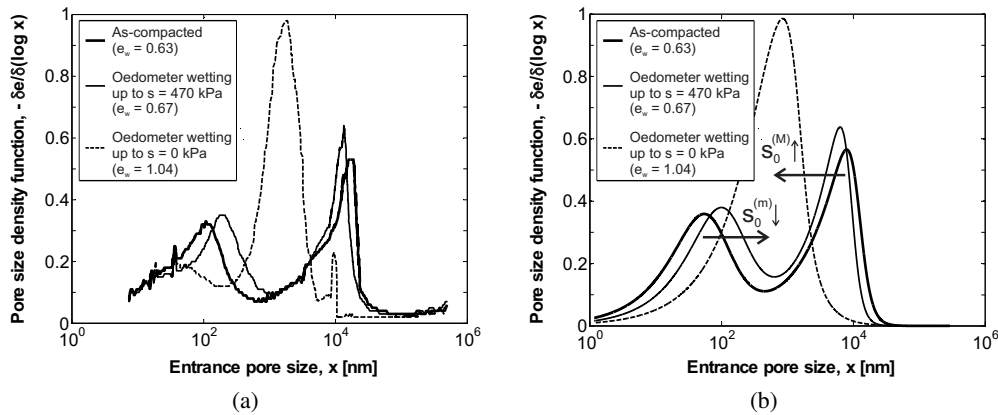 (a)
Pore size density function, - δe/δ(log x)
1
0.8
0.6
0.4
0.2
0
As-compacted
(e_w = 0.63)
Oedometer wetting
up to s = 470 kPa
(e_w = 0.67)
Oedometer wetting
up to s = 0 kPa
(e_w = 1.04)
10^0
10^2
10^4
10^6
Entrance pore size, x [nm]
(a)
(b)
Pore size density function, - δe/δ(log x)
1
0.8
0.6
0.4
0.2
0
As-compacted
(e_w = 0.63)
Oedometer wetting
up to s = 470 kPa
(e_w = 0.67)
Oedometer wetting
up to s = 0 kPa
(e_w = 1.04)
S_0^(M)↑
S_0^(m)↓
10^0
10^2
10^4
10^6
Entrance pore size, x [nm]
(b)